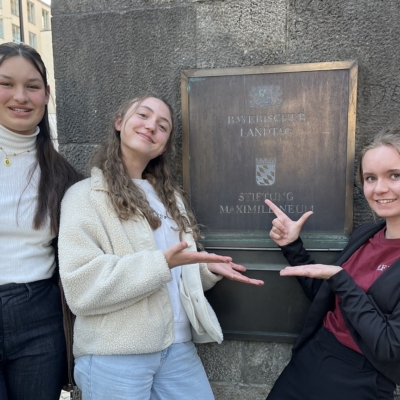 BAYERISCHER
LANDTAG
STIFTUNG
MAXIMILIANEUM